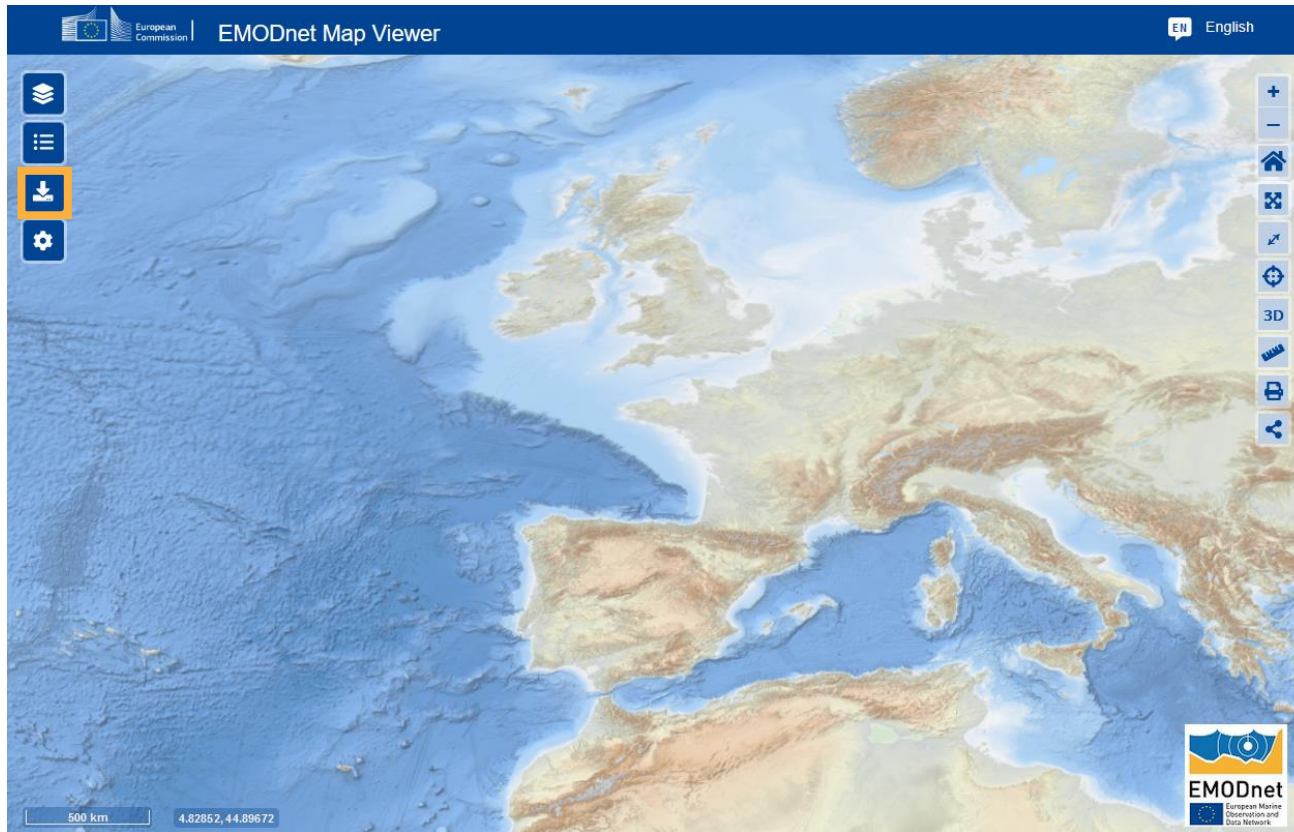 European
Commission
EMODnet Map Viewer
EN
English
3D
500 km
4.82852, 44.89672
EMODnet
European Marine
Observation and
Data Network